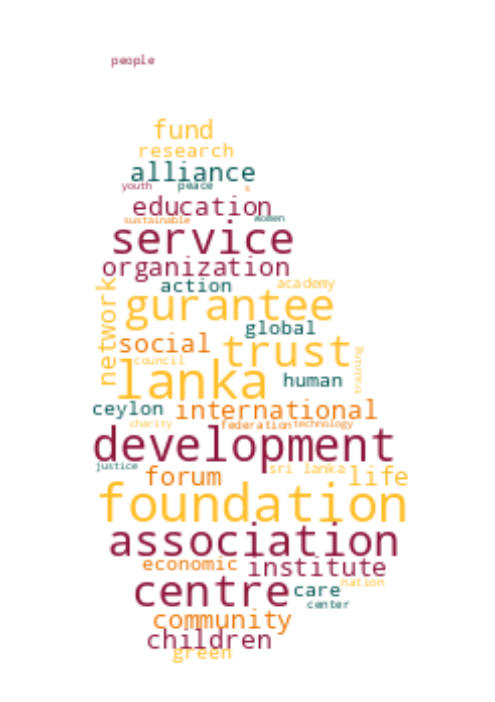 people
fund
research
alliance
youth peace s
education
sustainable women
service
organization
action academy
gurantee
network
global
social trust
council training
lanka human
ceylon international
charity federation technology
development
justice sri lanka
forum life
foundation
association
economic institute
nation
centre care
center
community
children
green